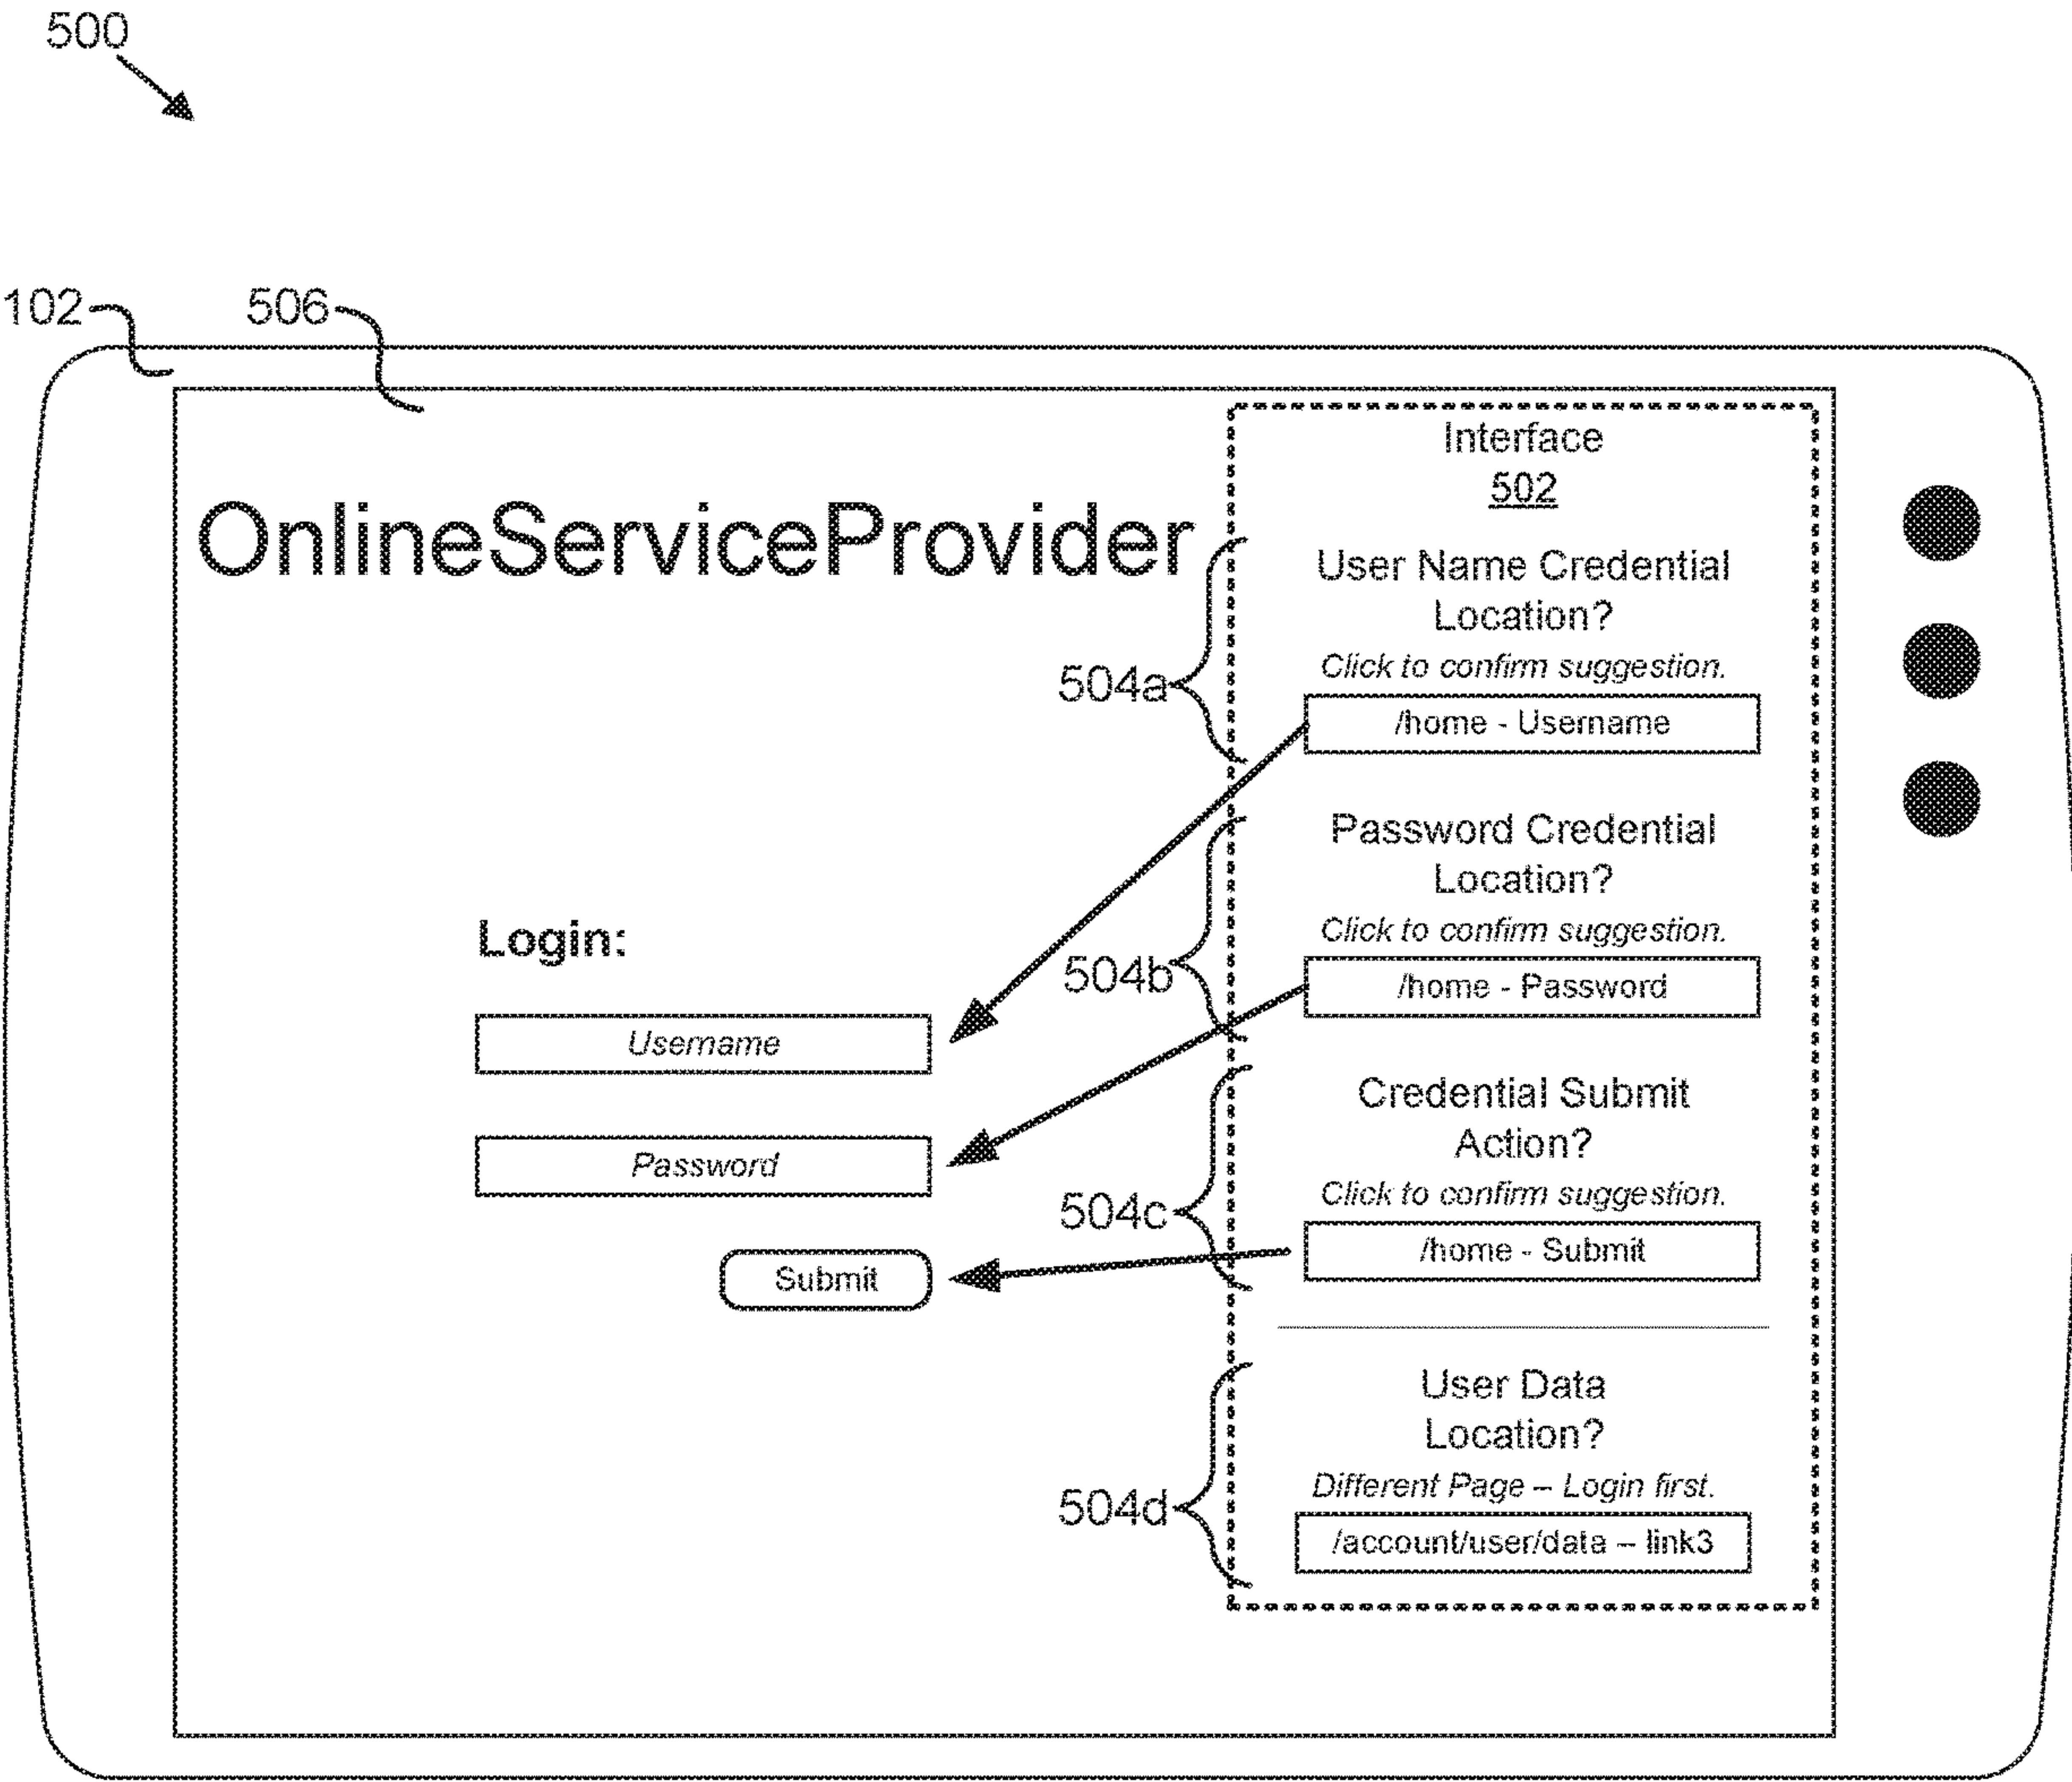 500
102
506
OnlineServiceProvider
Login:
Username
Password
Submit
Interface
502
504a
User Name Credential
Location?
Click to confirm suggestion.
/home - Username
504b
Password Credential
Location?
Click to confirm suggestion.
/home - Password
504c
Credential Submit
Action?
Click to confirm suggestion.
/home - Submit
504d
User Data
Location?
Different Page – Login first.
/account/user/data – link3